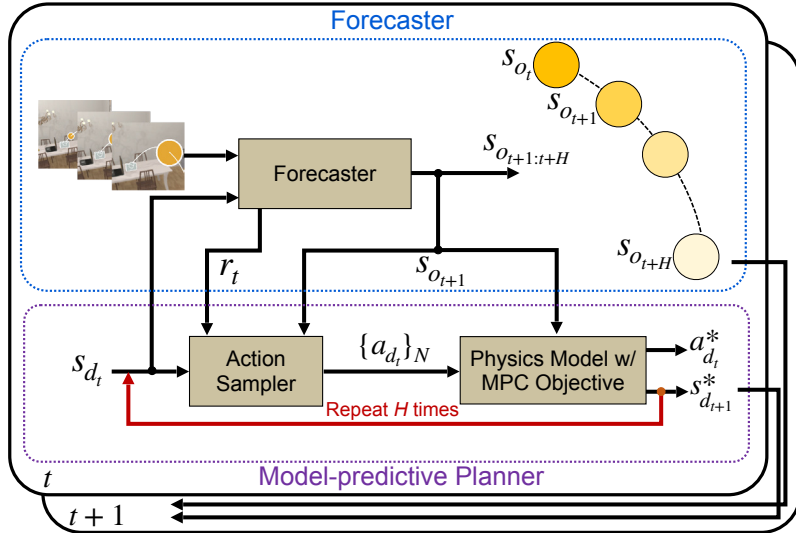 Forecaster
s_{o_t}
s_{o_{t+1}}
Forecaster
s_{o_{t+1:t+H}}
r_t
s_{o_{t+1}}
s_{o_{t+H}}
s_{d_t}
Action
Sampler
{a_{d_t}}_N
Physics Model w/
MPC Objective
a^*_{d_t}
s^*_{d_{t+1}}
Repeat H times
Model-predictive Planner
t
t + 1